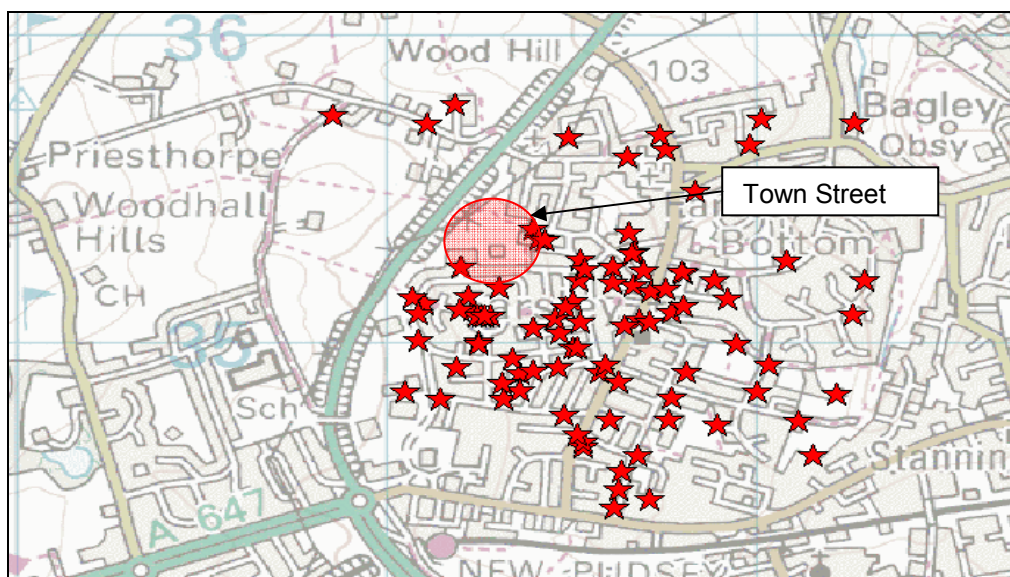 36
Wood Hill
103
Bagley
Obsy
Priesthorpe
Town Street
Woodhall
Hills
Bottom
CH
35
Sch
Stannin
A 647
NEW PUDSEY